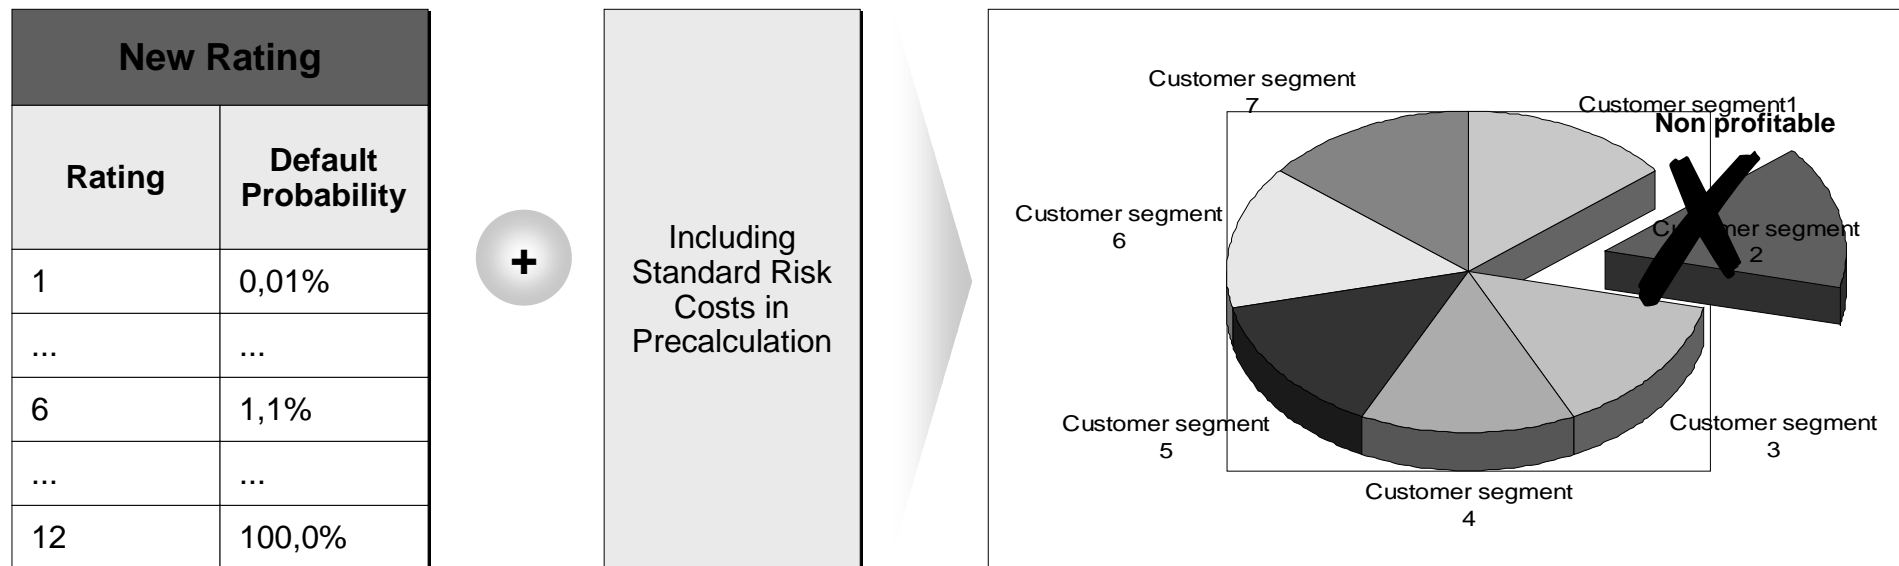 New Rating
Rating
Default
Probability
1
0,01%
...
...
6
1,1%
...
...
12
100,0%
+
Including
Standard Risk
Costs in
Precalculation
Customer segment
7
Customer segment1
Non profitable
Customer segment
6
Customer segment
2
Customer segment
5
Customer segment
3
Customer segment
4